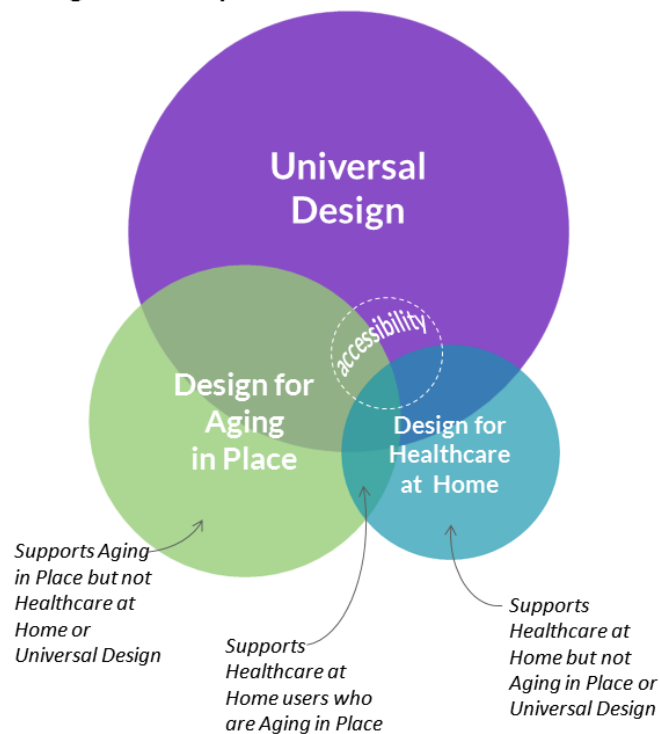 Universal
Design
accessibility
Design for
Aging
in Place
Design for
Healthcare
at Home
Supports Aging
in Place but not
Healthcare at
Home or
Universal Design
Supports
Healthcare at
Home users who
are Aging in Place
Supports
Healthcare at
Home but not
Aging in Place or
Universal Design